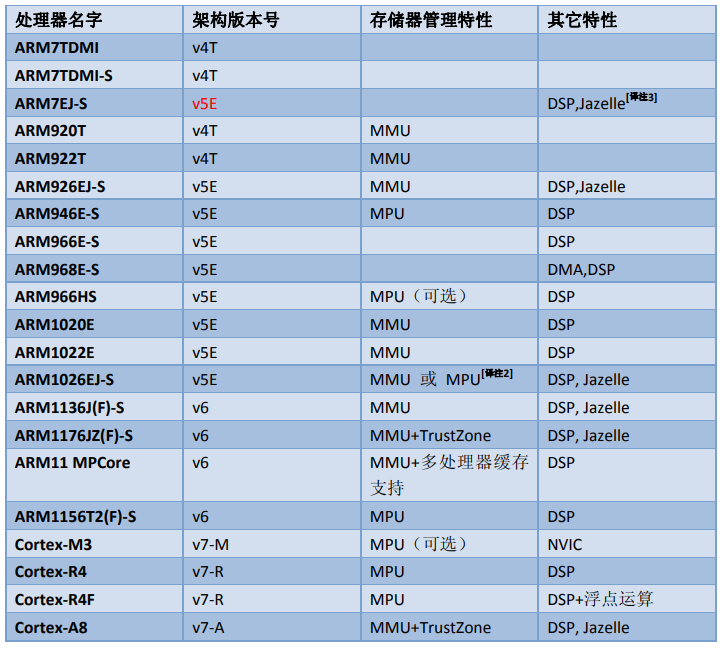 处理器名字 架构版本号 存储器管理特性 其它特性
ARM7TDMI v4T
ARM7TDMI-S v4T
ARM7EJ-S v5E DSP,Jazelle[译注3]
ARM920T v4T MMU
ARM922T v4T MMU
ARM926EJ-S v5E MMU DSP,Jazelle
ARM946E-S v5E MPU DSP
ARM966E-S v5E DSP
ARM968E-S v5E DMA,DSP
ARM966HS v5E MPU（可选） DSP
ARM1020E v5E MMU DSP
ARM1022E v5E MMU DSP
ARM1026EJ-S v5E MMU 或 MPU[译注2] DSP, Jazelle
ARM1136J(F)-S v6 MMU DSP, Jazelle
ARM1176JZ(F)-S v6 MMU+TrustZone DSP, Jazelle
ARM11 MPCore v6 MMU+多处理器缓存 DSP
支持
ARM1156T2(F)-S v6 MPU DSP
Cortex-M3 v7-M MPU（可选） NVIC
Cortex-R4 v7-R MPU DSP
Cortex-R4F v7-R MPU DSP+浮点运算
Cortex-A8 v7-A MMU+TrustZone DSP, Jazelle